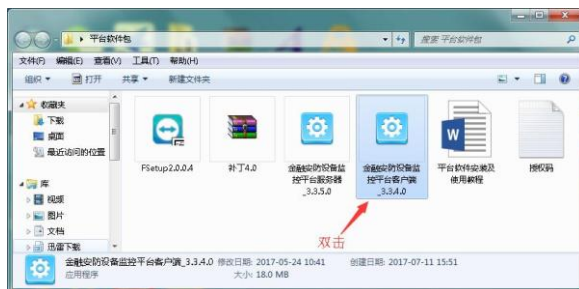 平台软件包
搜索 平台软件包
文件(F) 编辑(E) 查看(V) 工具(T) 帮助(H)
组织 打开 共享 新建文件夹
收藏夹
下载
桌面
最近访问的位置
库
视频
图片
文档
迅雷下载
FSetup2.0.0.4
补丁4.0
金融安防设备监
控平台服务器
_3.3.5.0
金融安防设备监
控平台客户端
_3.3.4.0
平台软件安装及
使用教程
授权码
双击
金融安防设备监控平台客户端_3.3.4.0 修改日期: 2017-05-24 10:41 创建日期: 2017-07-11 15:51
应用程序 大小: 18.0 MB